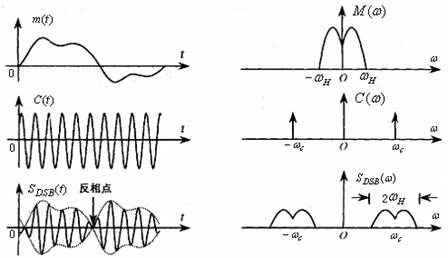 m(t)
t
0
M(ω)
-ω_H
O
ω_H
ω
C(t)
t
0
C(ω)
-ω_c
O
ω_c
ω
S_DSB(t)
反相点
t
0
S_DSB(ω)
2ω_H
-ω_c
O
ω_c
ω